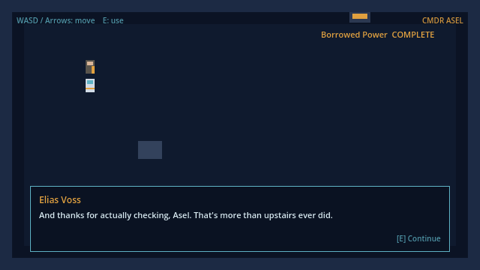 WASD / Arrows: move    E: use    CMDR ASEL
Borrowed Power  COMPLETE
Elias Voss
And thanks for actually checking, Asel. That's more than upstairs ever did.
[E] Continue